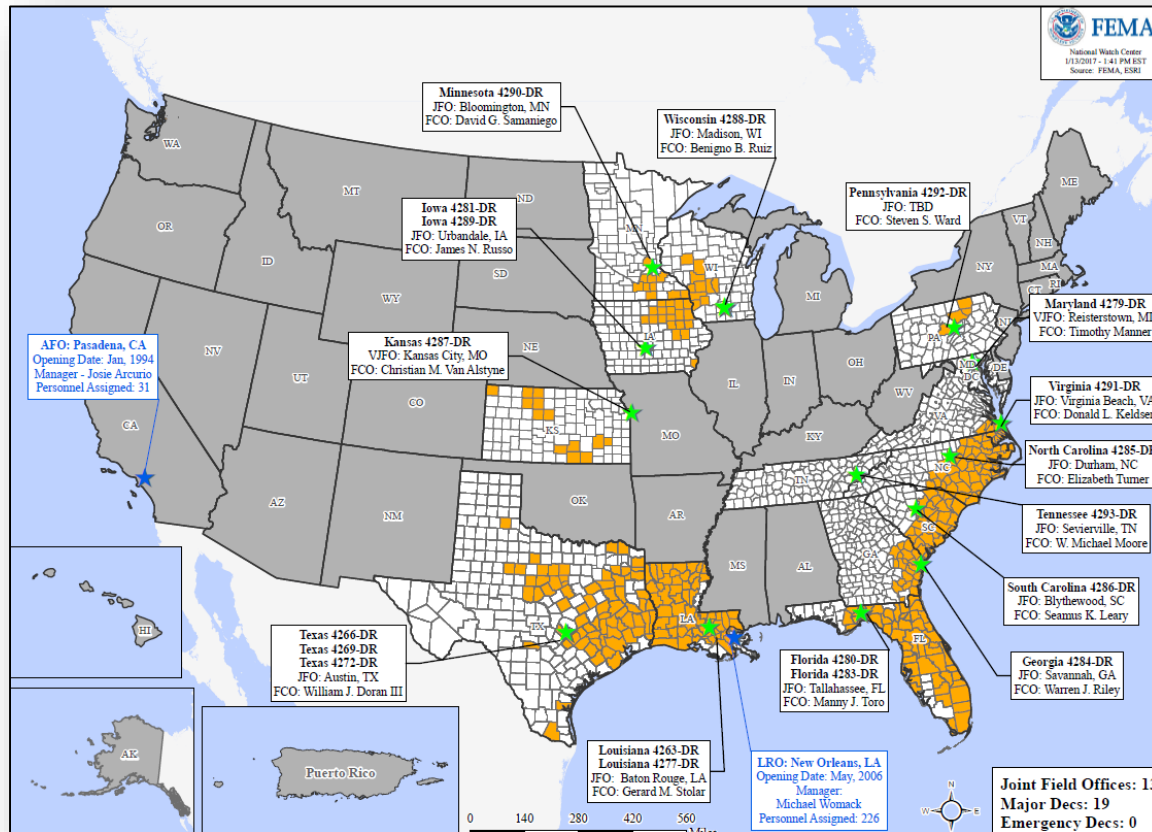 FEMA
National Watch Center
1/13/2017 - 1:41 PM EST
Source: FEMA, ESRI
Minnesota 4290-DR
JFO: Bloomington, MN
FCO: David G. Samaniego
Wisconsin 4288-DR
JFO: Madison, WI
FCO: Benigno B. Ruiz
Iowa 4281-DR
Iowa 4289-DR
JFO: Urbandale, IA
FCO: James N. Russo
Pennsylvania 4292-DR
JFO: TBD
FCO: Steven S. Ward
Maryland 4279-DR
VJFO: Reisterstown, MD
FCO: Timothy Manner
AFO: Pasadena, CA
Opening Date: Jan, 1994
Manager - Josie Arcurio
Personnel Assigned: 31
Kansas 4287-DR
VJFO: Kansas City, MO
FCO: Christian M. Van Alstyne
Virginia 4291-DR
JFO: Virginia Beach, VA
FCO: Donald L. Keldsen
North Carolina 4285-DR
JFO: Durham, NC
FCO: Elizabeth Turner
Tennessee 4293-DR
JFO: Sevierville, TN
FCO: W. Michael Moore
South Carolina 4286-DR
JFO: Blythewood, SC
FCO: Seamus K. Leary
Georgia 4284-DR
JFO: Savannah, GA
FCO: Warren J. Riley
Texas 4266-DR
Texas 4269-DR
Texas 4272-DR
JFO: Austin, TX
FCO: William J. Doran III
Florida 4280-DR
Florida 4283-DR
JFO: Tallahassee, FL
FCO: Manny J. Toro
Louisiana 4263-DR
Louisiana 4277-DR
JFO: Baton Rouge, LA
FCO: Gerard M. Stolar
LRO: New Orleans, LA
Opening Date: May, 2006
Manager:
Michael Womack
Personnel Assigned: 226
Joint Field Offices: 13
Major Decs: 19
Emergency Decs: 0
WA
OR
CA
NV
ID
MT
WY
UT
AZ
CO
NM
ND
SD
NE
KS
OK
TX
MN
IA
MO
AR
LA
WI
IL
MI
IN
OH
KY
TN
MS
AL
GA
FL
SC
NC
VA
WV
PA
NY
VT
NH
ME
MA
RI
CT
NJ
DE
MD
DC
HI
AK
Puerto Rico
N
W
E
S
0 140 280 420 560
Miles